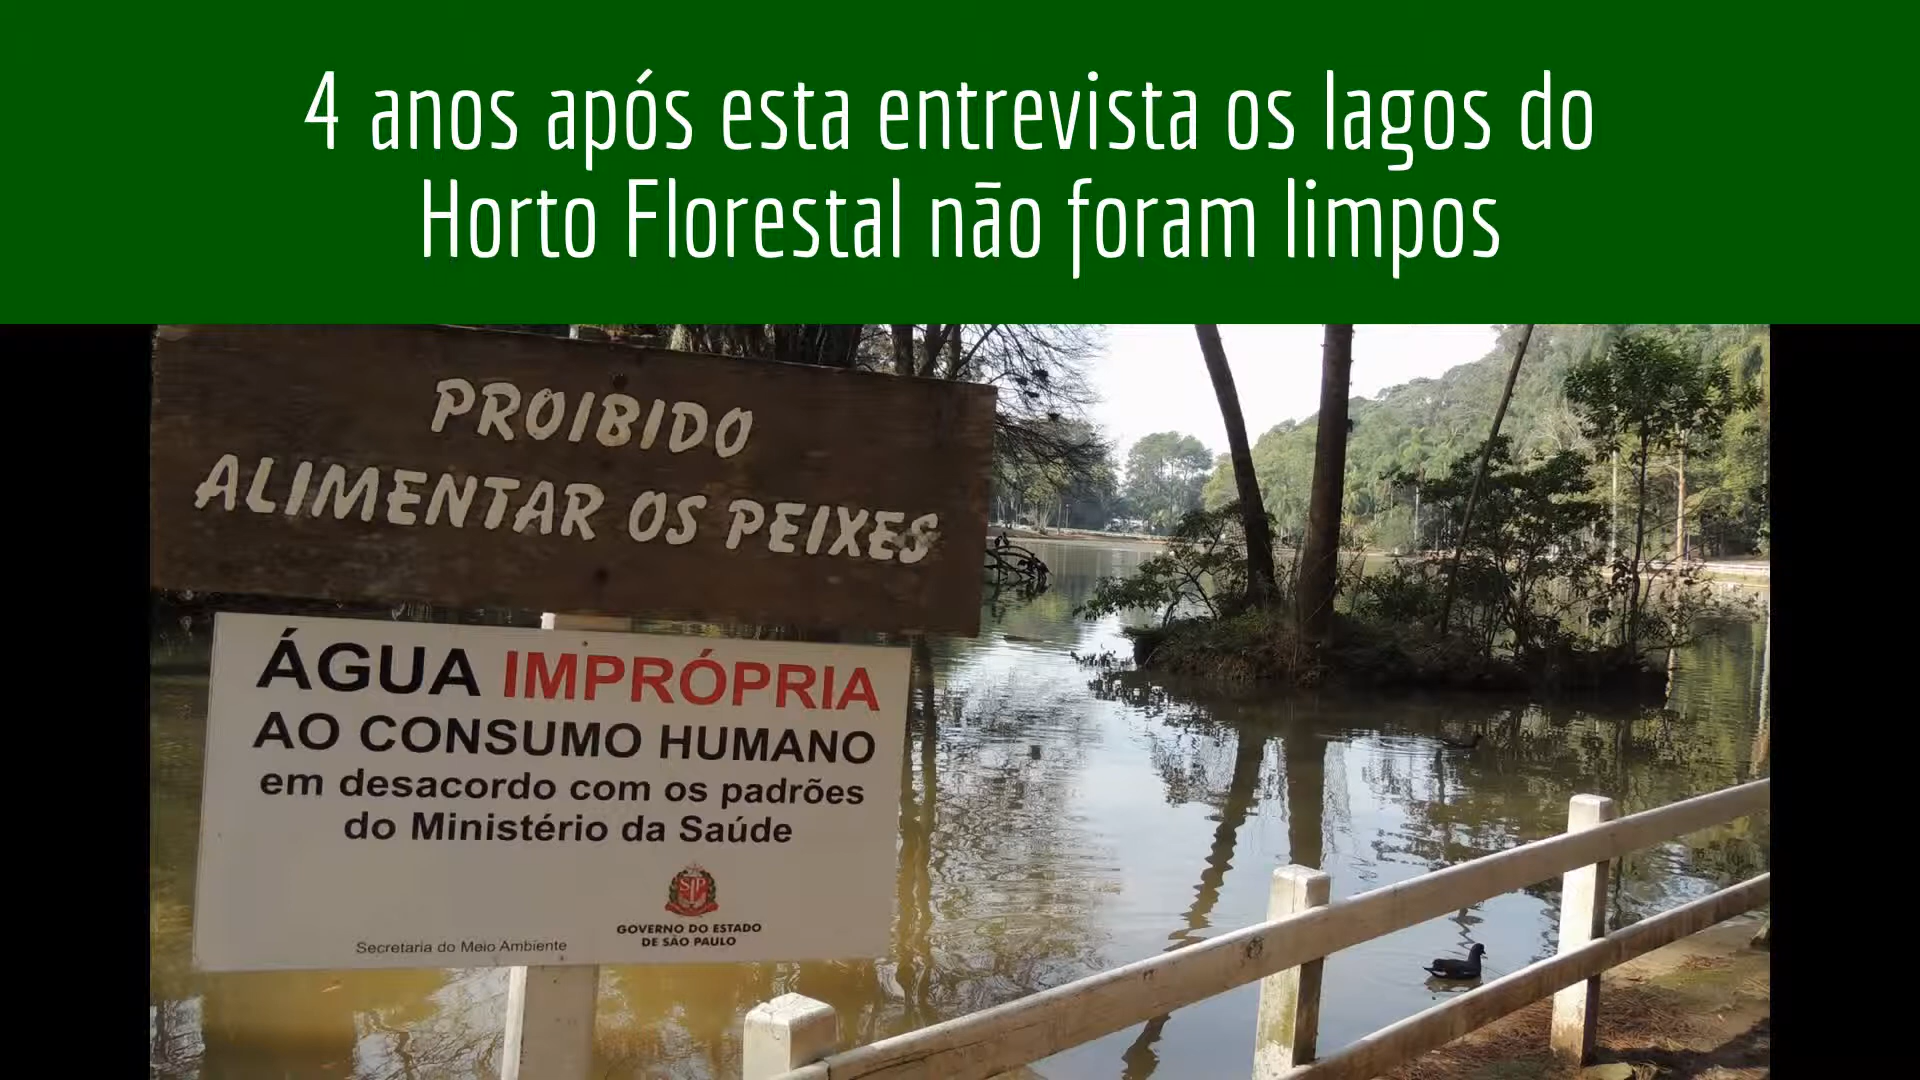 4 anos após esta entrevista os lagos do
Horto Florestal não foram limpos
PROIBIDO
ALIMENTAR OS PEIXES
ÁGUA IMPRÓPRIA
AO CONSUMO HUMANO
em desacordo com os padrões
do Ministério da Saúde
SP
GOVERNO DO ESTADO
DE SÃO PAULO
Secretaria do Meio Ambiente